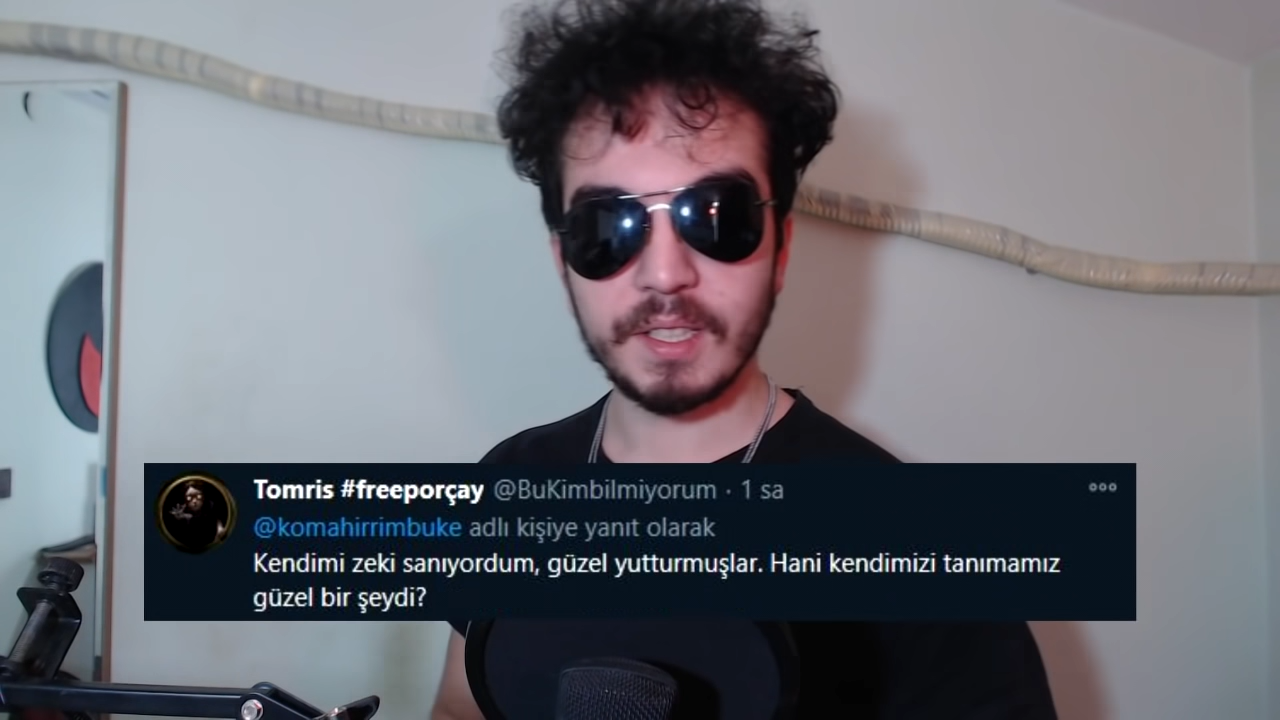 Tomris #freeporçay @BuKimbilmiyorum · 1 sa
@komahirrimbuke adlı kişiye yanıt olarak
Kendimi zeki sanıyordum, güzel yutturmuşlar. Hani kendimizi tanımamız
güzel bir şeydi?